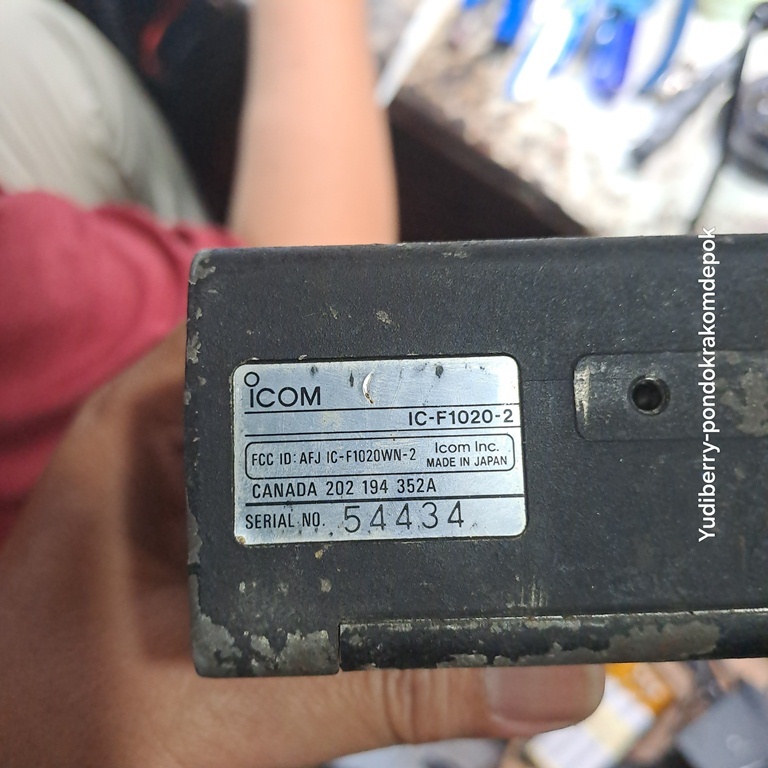 iCOM
IC-F1020-2
FCC ID: AFJ IC-F1020WN-2
Icom Inc.
MADE IN JAPAN
CANADA 202 194 352A
SERIAL NO. 54434
Yudiberry-pondokrakomdepok